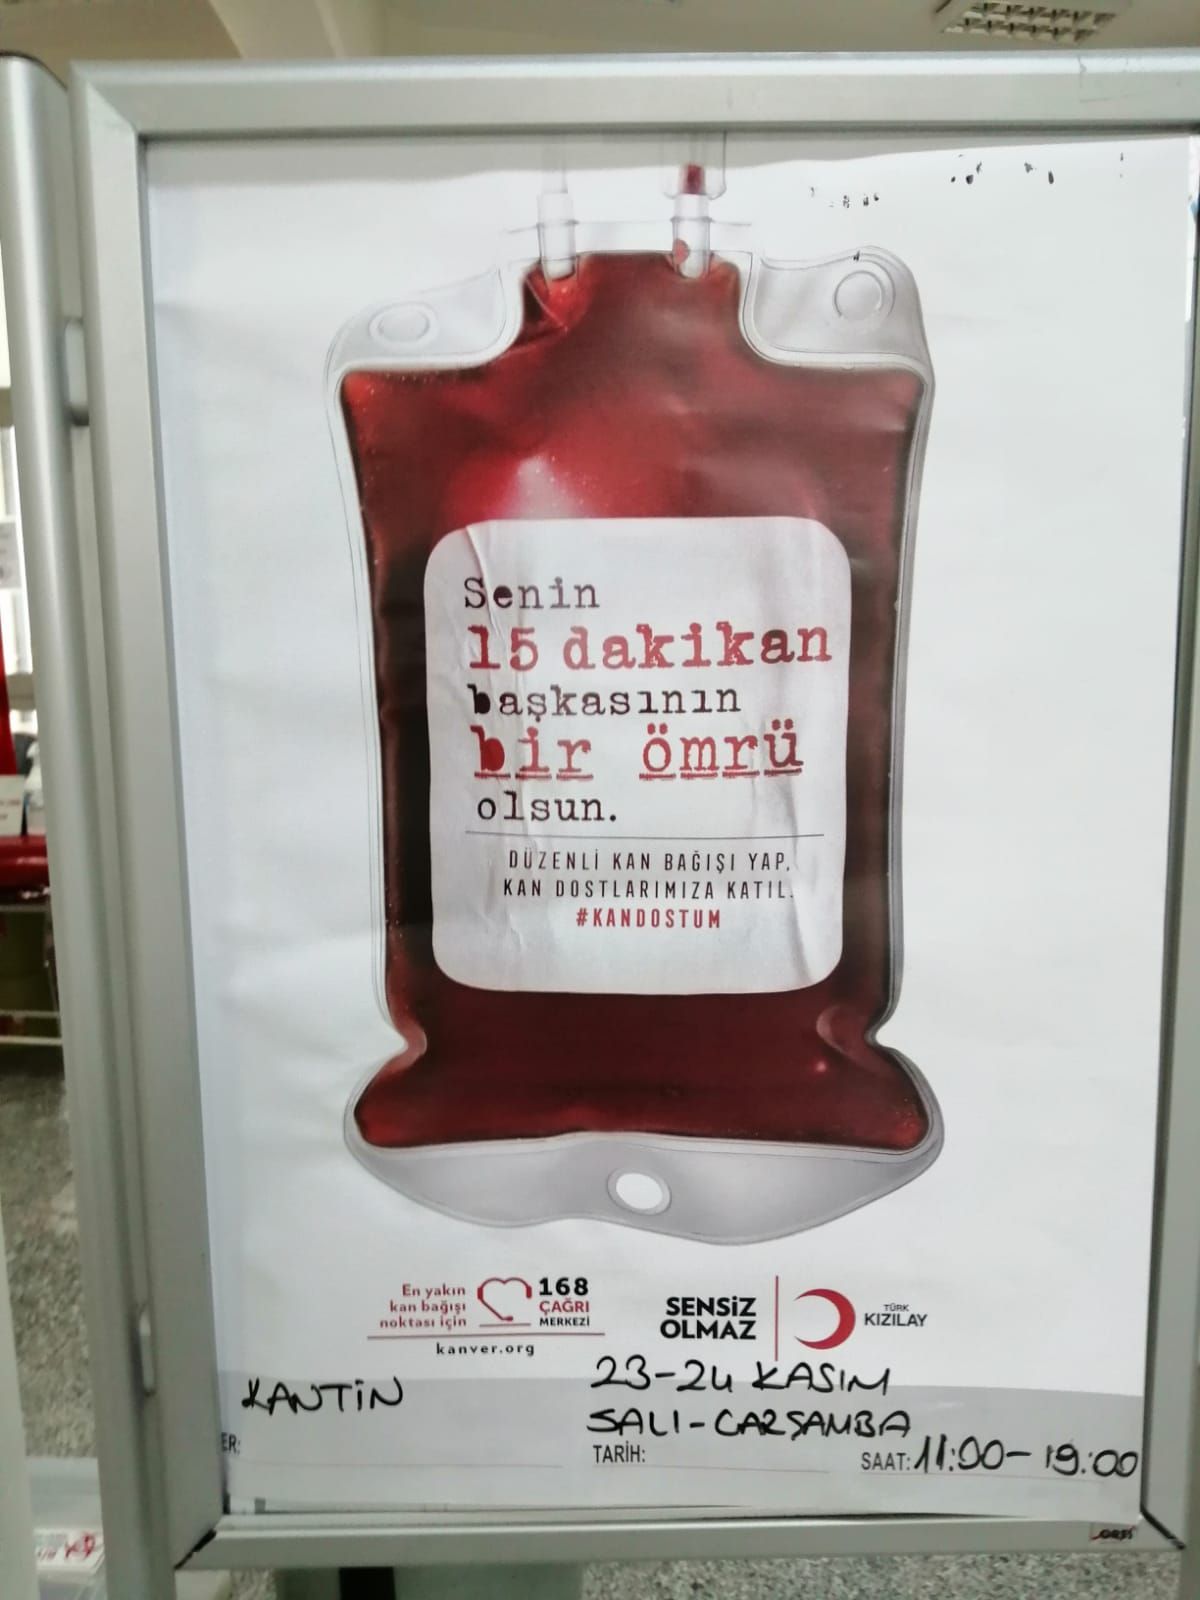 Senin
15 dakikan
başkasının
bir ömrü
olsun.
DÜZENLİ KAN BAĞIŞI YAP,
KAN DOSTLARIMIZA KATIL.
#KANDOSTUM
En yakın
kan bağışı
noktası için
168
ÇAĞRI
MERKEZİ
kanver.org
SENSİZ
OLMAZ
TÜRK
KIZILAY
KANTİN
23-24 KASIM
SALI-ÇARŞAMBA
ER:
TARİH:
SAAT: 11:00-19:00